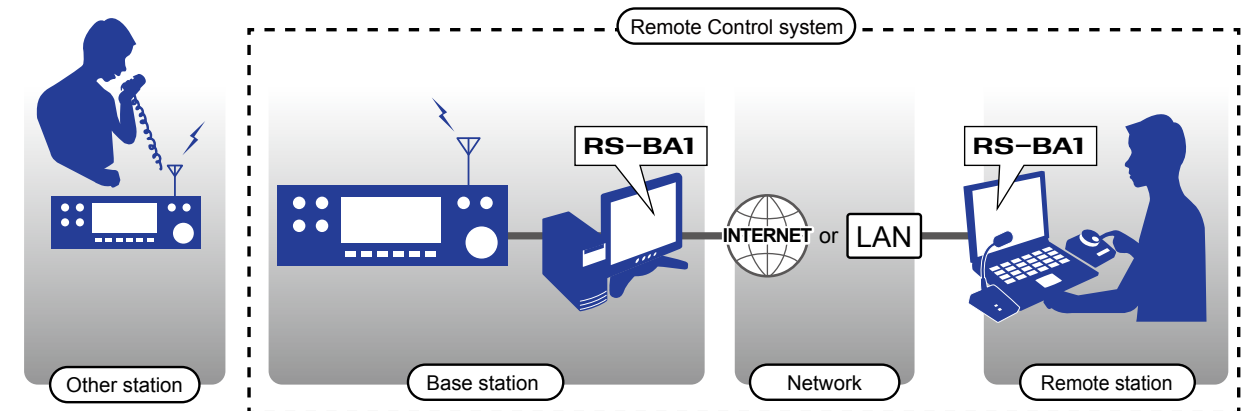 Remote Control system
RS-BA1
RS-BA1
INTERNET or LAN
Other station
Base station
Network
Remote station